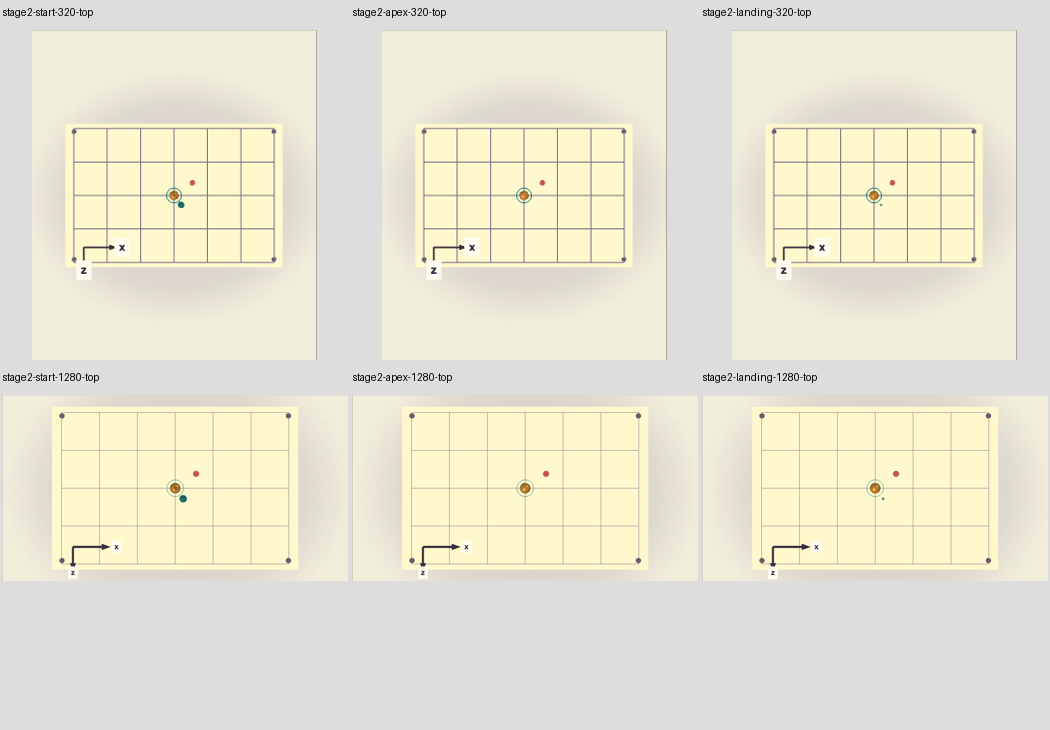 stage2-start-320-top
stage2-apex-320-top
stage2-landing-320-top
x
z
x
z
x
z
stage2-start-1280-top
stage2-apex-1280-top
stage2-landing-1280-top
x
z
x
z
x
z